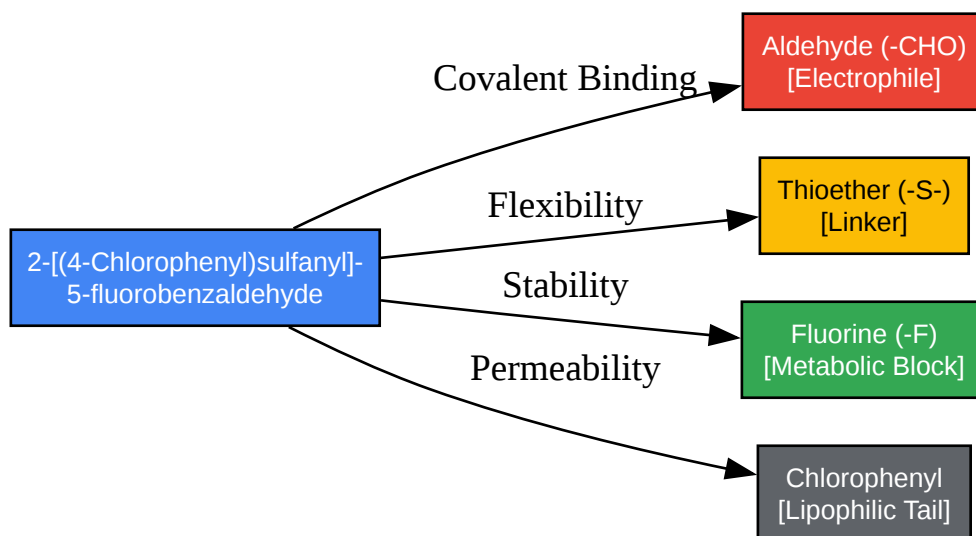 2-[(4-Chlorophenyl)sulfanyl]-
5-fluorobenzaldehyde
Covalent Binding
Aldehyde (-CHO)
[Electrophile]
Flexibility
Thioether (-S-)
[Linker]
Stability
Fluorine (-F)
[Metabolic Block]
Permeability
Chlorophenyl
[Lipophilic Tail]